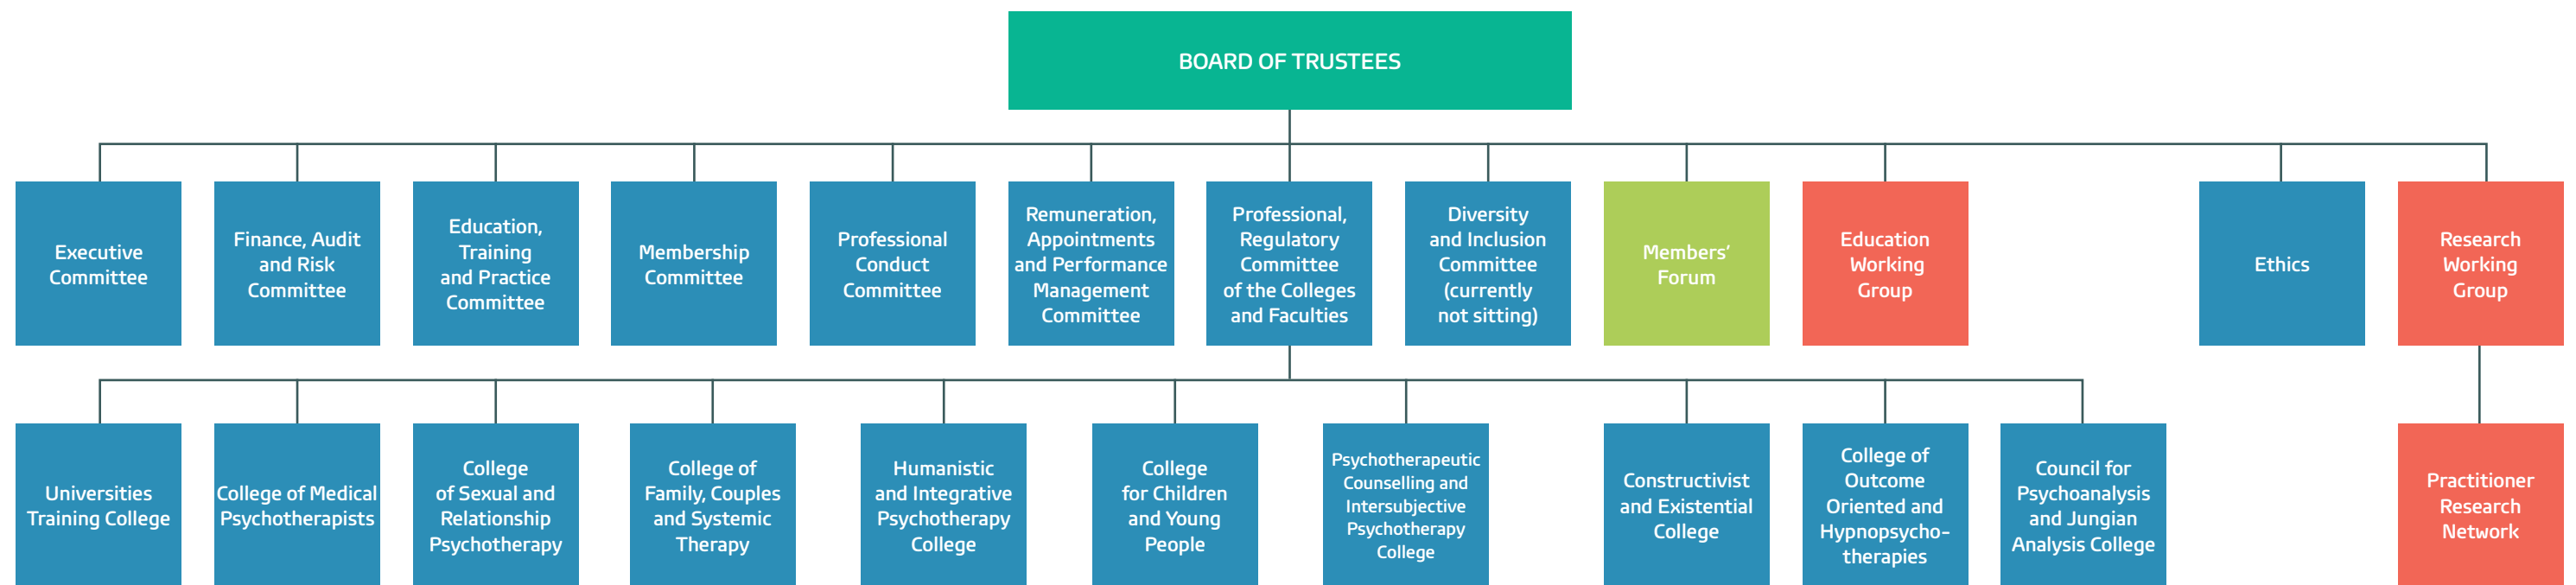 BOARD OF TRUSTEES
Executive
Committee
Finance, Audit
and Risk
Committee
Education,
Training
and Practice
Committee
Membership
Committee
Professional
Conduct
Committee
Remuneration,
Appointments
and Performance
Management
Committee
Professional,
Regulatory
Committee
of the Colleges
and Faculties
Diversity
and Inclusion
Committee
(currently
not sitting)
Members’
Forum
Education
Working
Group
Ethics
Research
Working
Group
Universities
Training College
College of Medical
Psychotherapists
College
of Sexual and
Relationship
Psychotherapy
College of
Family, Couples
and Systemic
Therapy
Humanistic
and Integrative
Psychotherapy
College
College
for Children
and Young
People
Psychotherapeutic
Counselling and
Intersubjective
Psychotherapy
College
Constructivist
and Existential
College
College of
Outcome
Oriented and
Hypnopsycho-
therapies
Council for
Psychoanalysis
and Jungian
Analysis College
Practitioner
Research
Network